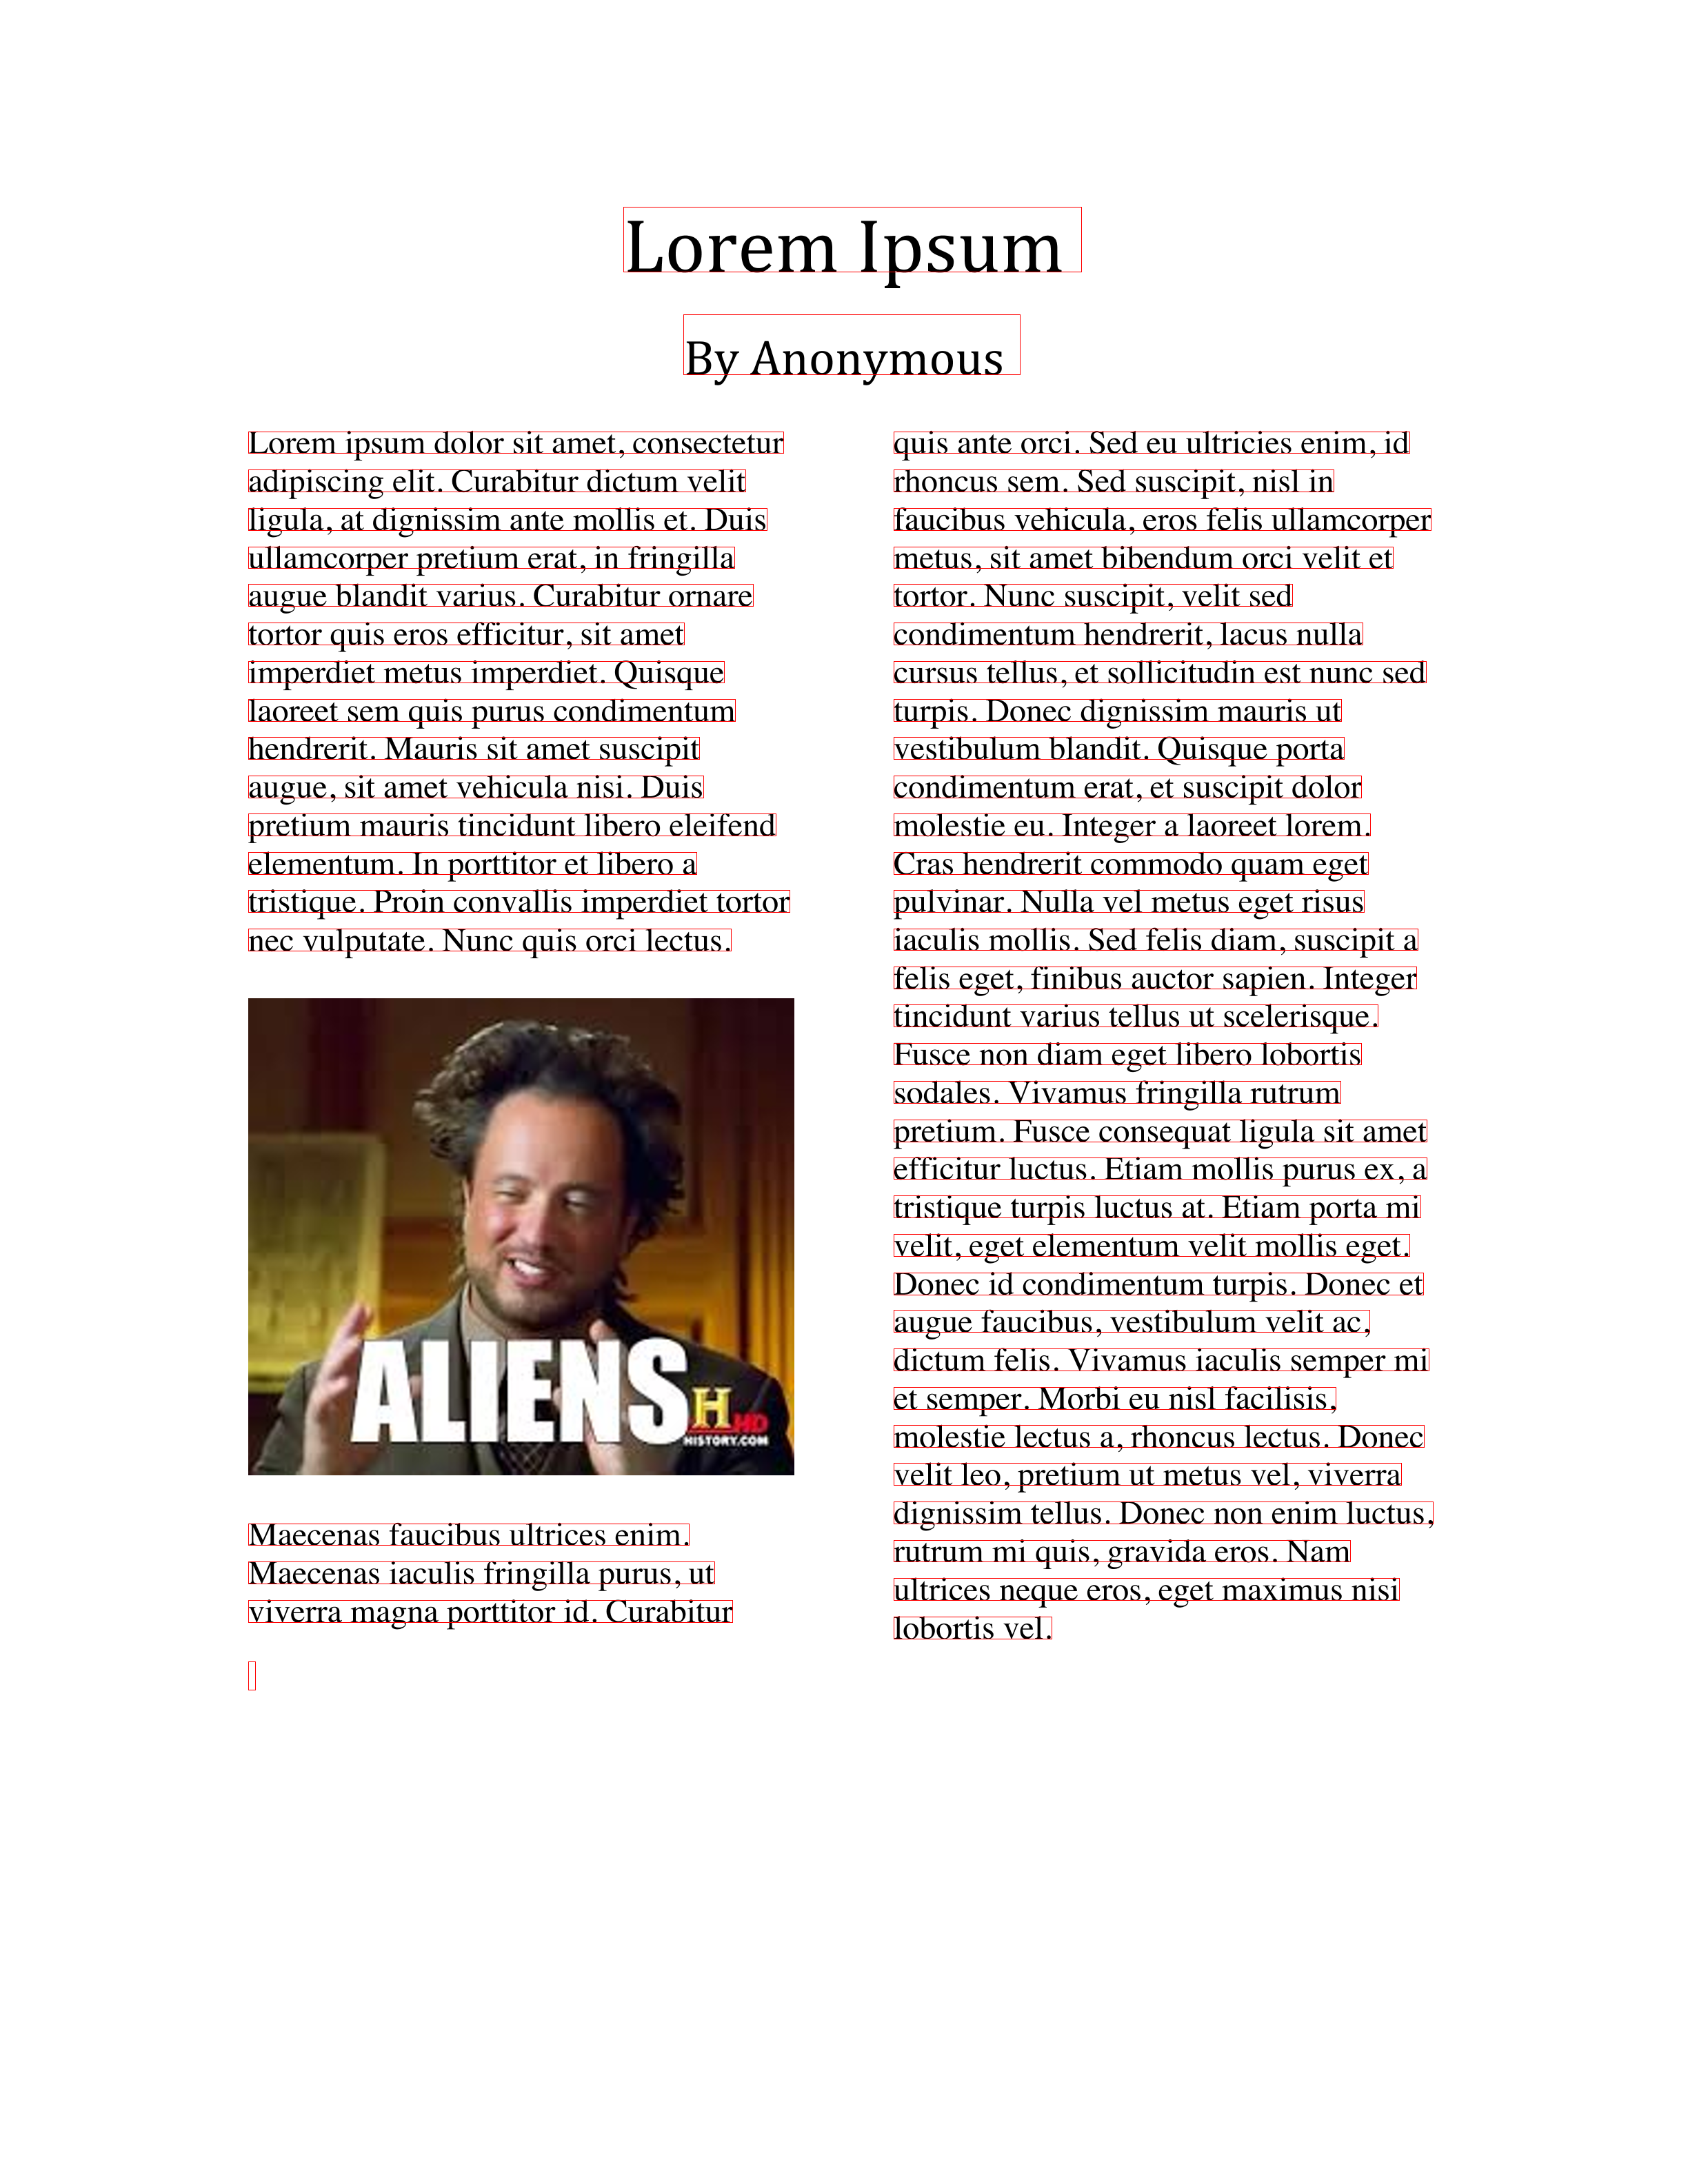 Lorem Ipsum
By Anonymous
Lorem ipsum dolor sit amet, consectetur
adipiscing elit. Curabitur dictum velit
ligula, at dignissim ante mollis et. Duis
ullamcorper pretium erat, in fringilla
augue blandit varius. Curabitur ornare
tortor quis eros efficitur, sit amet
imperdiet metus imperdiet. Quisque
laoreet sem quis purus condimentum
hendrerit. Mauris sit amet suscipit
augue, sit amet vehicula nisi. Duis
pretium mauris tincidunt libero eleifend
elementum. In porttitor et libero a
tristique. Proin convallis imperdiet tortor
nec vulputate. Nunc quis orci lectus.
ALIENS
H HD
HISTORY.COM
Maecenas faucibus ultrices enim.
Maecenas iaculis fringilla purus, ut
viverra magna porttitor id. Curabitur
quis ante orci. Sed eu ultricies enim, id
rhoncus sem. Sed suscipit, nisl in
faucibus vehicula, eros felis ullamcorper
metus, sit amet bibendum orci velit et
tortor. Nunc suscipit, velit sed
condimentum hendrerit, lacus nulla
cursus tellus, et sollicitudin est nunc sed
turpis. Donec dignissim mauris ut
vestibulum blandit. Quisque porta
condimentum erat, et suscipit dolor
molestie eu. Integer a laoreet lorem.
Cras hendrerit commodo quam eget
pulvinar. Nulla vel metus eget risus
iaculis mollis. Sed felis diam, suscipit a
felis eget, finibus auctor sapien. Integer
tincidunt varius tellus ut scelerisque.
Fusce non diam eget libero lobortis
sodales. Vivamus fringilla rutrum
pretium. Fusce consequat ligula sit amet
efficitur luctus. Etiam mollis purus ex, a
tristique turpis luctus at. Etiam porta mi
velit, eget elementum velit mollis eget.
Donec id condimentum turpis. Donec et
augue faucibus, vestibulum velit ac,
dictum felis. Vivamus iaculis semper mi
et semper. Morbi eu nisl facilisis,
molestie lectus a, rhoncus lectus. Donec
velit leo, pretium ut metus vel, viverra
dignissim tellus. Donec non enim luctus,
rutrum mi quis, gravida eros. Nam
ultrices neque eros, eget maximus nisi
lobortis vel.